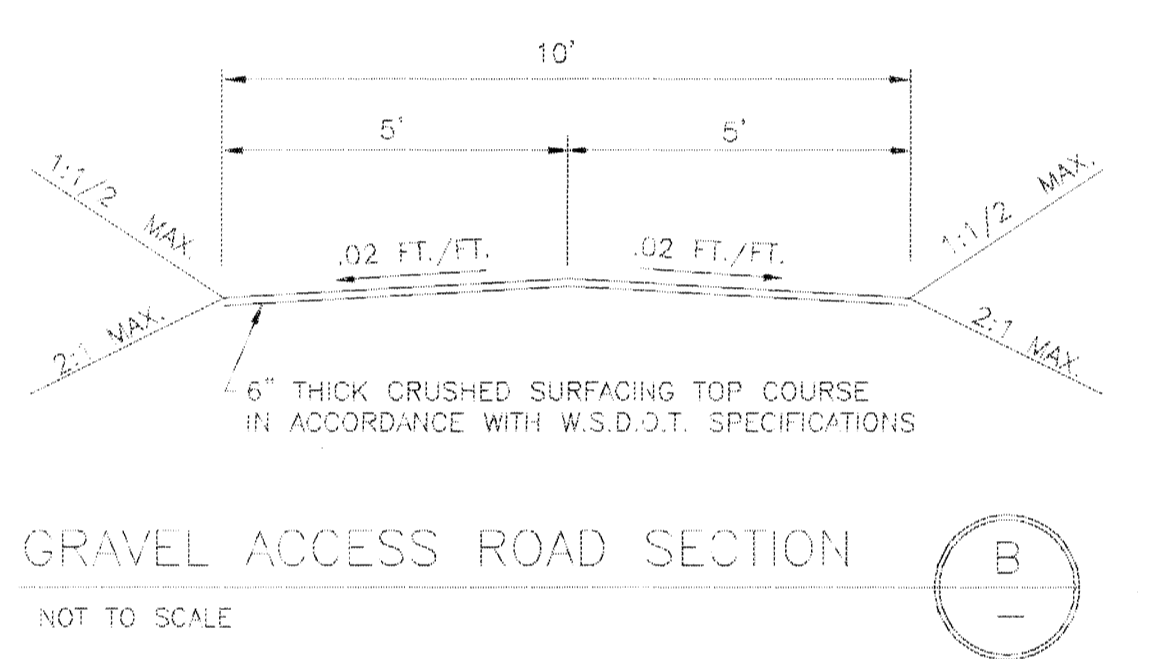 10'
5'
5'
1:1/2 MAX.
1:1/2 MAX.
.02 FT./FT.
.02 FT./FT.
2:1 MAX.
2:1 MAX.
6" THICK CRUSHED SURFACING TOP COURSE
IN ACCORDANCE WITH W.S.D.O.T. SPECIFICATIONS
GRAVEL ACCESS ROAD SECTION
B
—
NOT TO SCALE